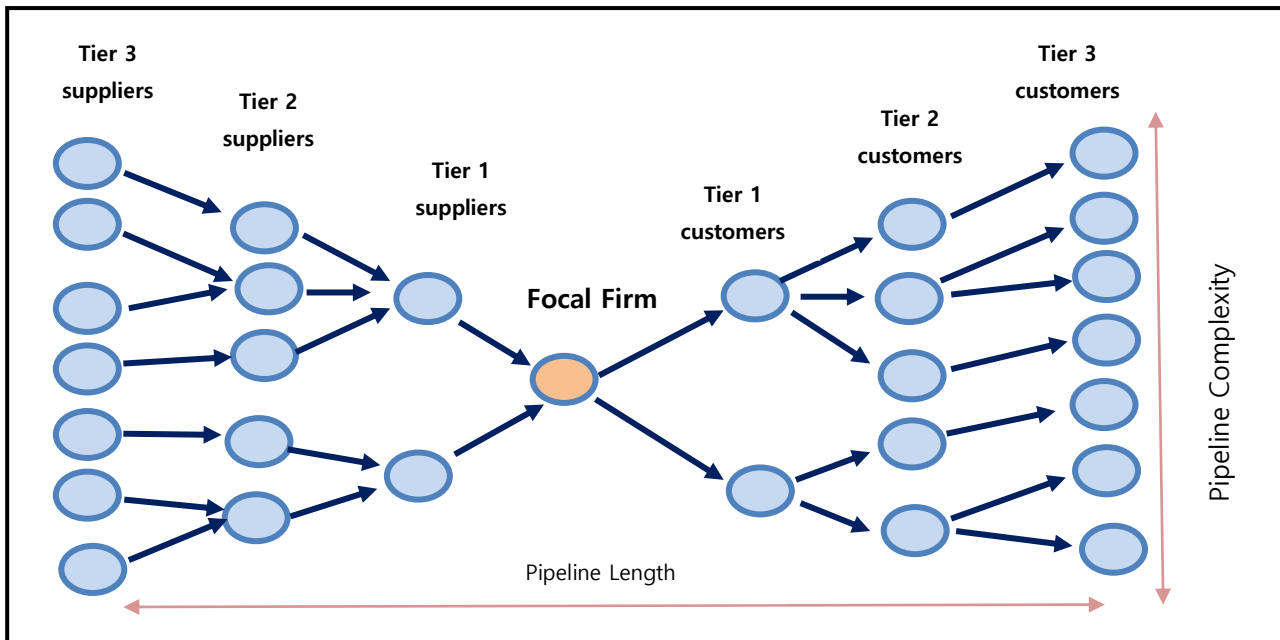 Tier 3
suppliers
Tier 2
suppliers
Tier 1
suppliers
Focal Firm
Tier 1
customers
Tier 2
customers
Tier 3
customers
Pipeline Complexity
Pipeline Length